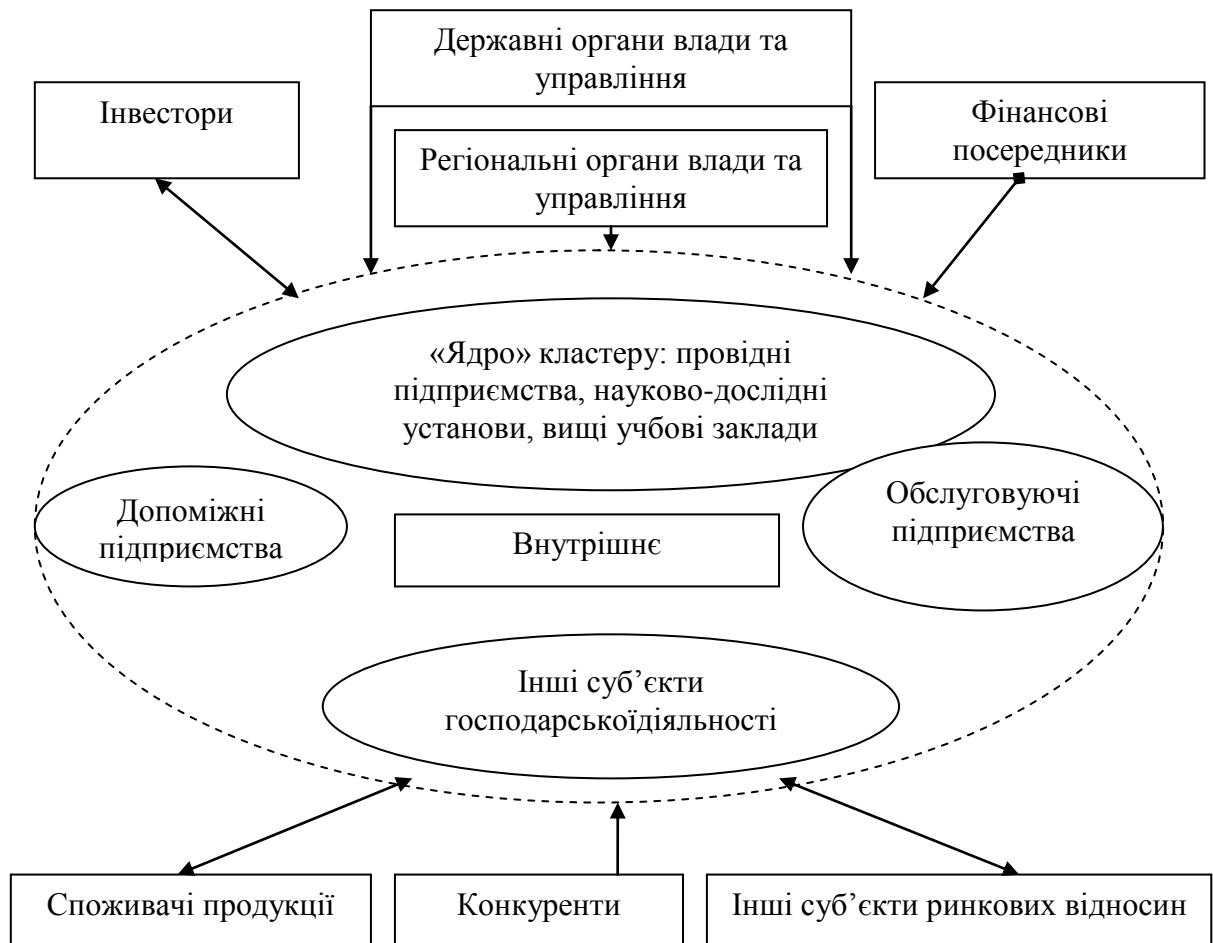 Державні органи влади та
управління
Інвестори
Фінансові
посередники
Регіональні органи влади та
управління
«Ядро» кластеру: провідні
підприємства, науково-дослідні
установи, вищі учбові заклади
Допоміжні
підприємства
Внутрішнє
Обслуговуючі
підприємства
Інші суб’єкти
господарськоїдіяльності
Споживачі продукції
Конкуренти
Інші суб’єкти ринкових відносин